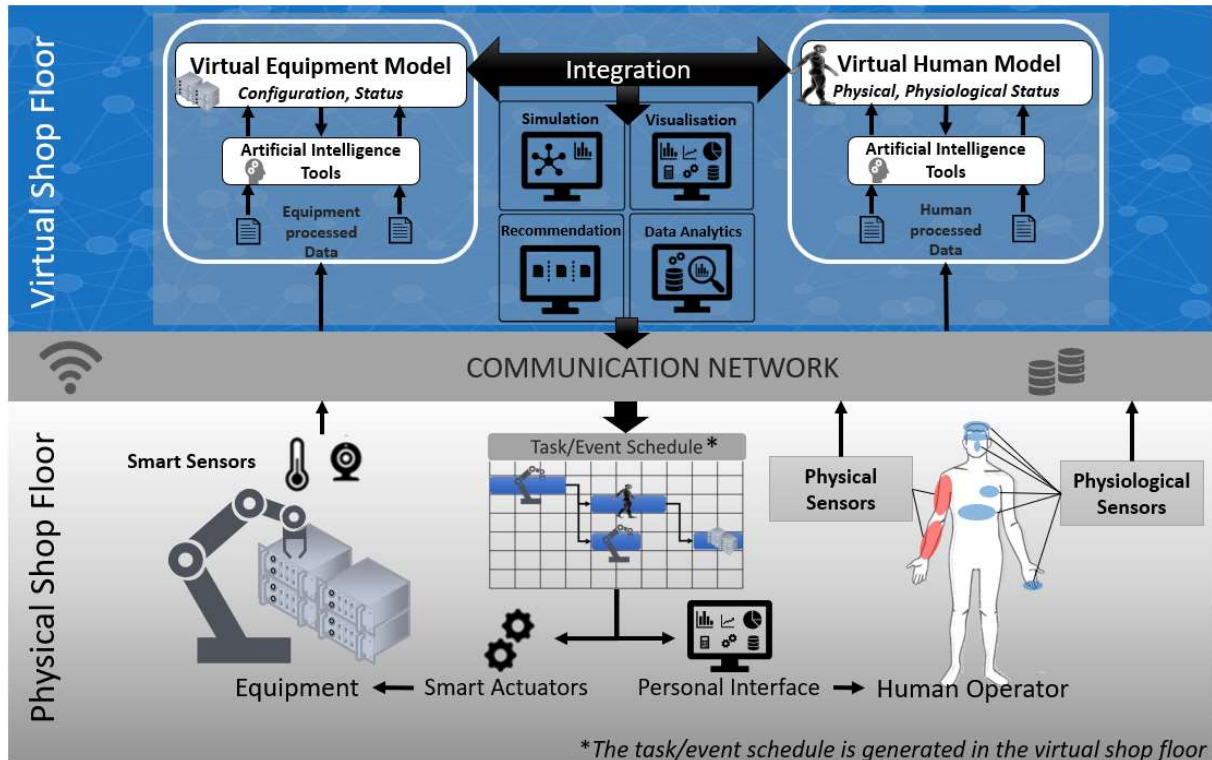 Virtual Shop Floor
Virtual Equipment Model
Configuration, Status
Artificial Intelligence
Tools
Equipment
processed
Data
Integration
Simulation
Visualisation
Recommendation
Data Analytics
Virtual Human Model
Physical, Physiological Status
Artificial Intelligence
Tools
Human
processed
Data
COMMUNICATION NETWORK
Physical Shop Floor
Smart Sensors
Task/Event Schedule *
Physical
Sensors
Physiological
Sensors
Equipment
Smart Actuators
Personal Interface
Human Operator
*The task/event schedule is generated in the virtual shop floor